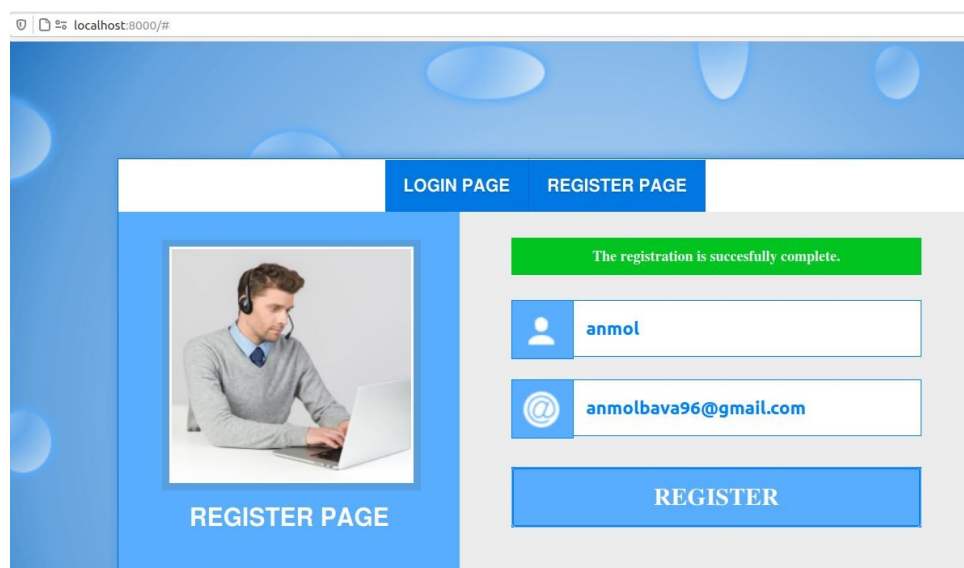 localhost:8000/#
LOGIN PAGE REGISTER PAGE
The registration is succesfully complete.
anmol
@
anmolbava96@gmail.com
REGISTER
REGISTER PAGE